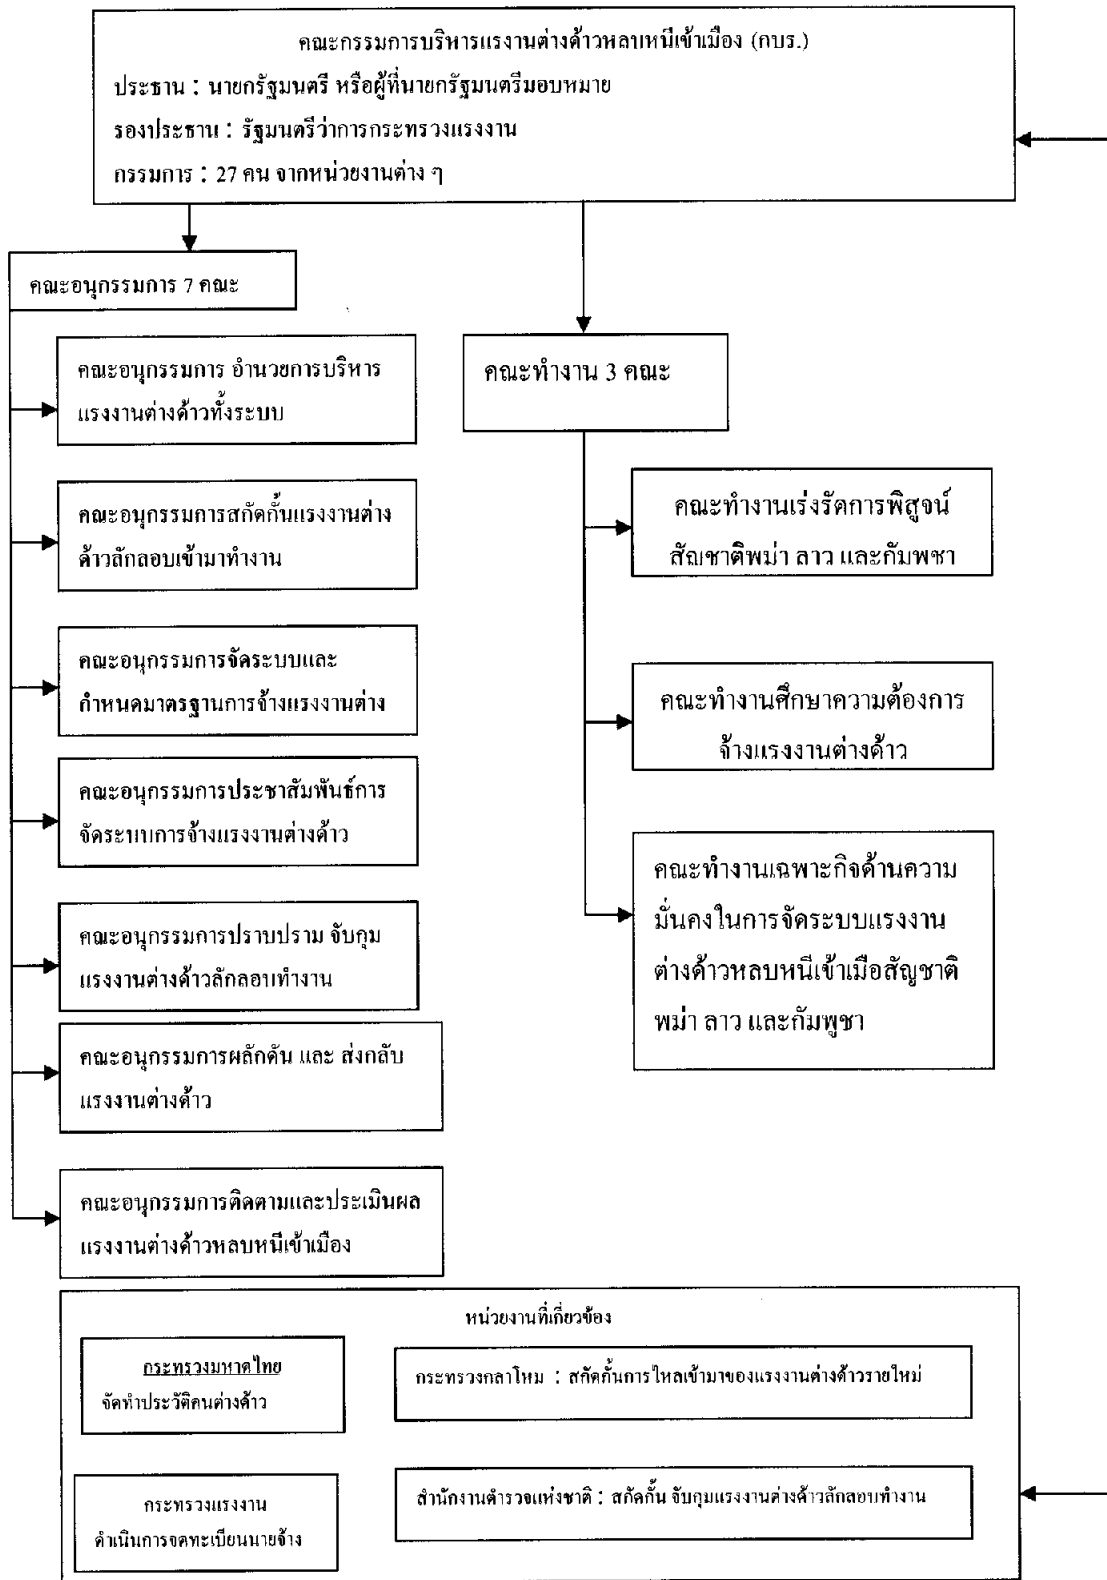 คณะกรรมการบริหารแรงงานต่างด้าวหลบหนีเข้าเมือง (กบร.)
ประธาน : นายกรัฐมนตรี หรือผู้ที่นายกรัฐมนตรีมอบหมาย
รองประธาน : รัฐมนตรีว่าการกระทรวงแรงงาน
กรรมการ : 27 คน จากหน่วยงานต่าง ๆ
คณะอนุกรรมการ 7 คณะ
คณะอนุกรรมการ อำนวยการบริหาร
แรงงานต่างด้าวทั้งระบบ
คณะอนุกรรมการสกัดกั้นแรงงานต่าง
ด้าวลักลอบเข้ามาทำงาน
คณะอนุกรรมการจัดระบบและ
กำหนดมาตรฐานการจ้างแรงงานต่าง
คณะอนุกรรมการประชาสัมพันธ์การ
จัดระบบการจ้างแรงงานต่างด้าว
คณะอนุกรรมการปราบปราม จับกุม
แรงงานต่างด้าวลักลอบทำงาน
คณะอนุกรรมการผลักดัน และ ส่งกลับ
แรงงานต่างด้าว
คณะอนุกรรมการติดตามและประเมินผล
แรงงานต่างด้าวหลบหนีเข้าเมือง
คณะทำงาน 3 คณะ
คณะทำงานเร่งรัดการพิสูจน์
สัญชาติพม่า ลาว และกัมพชา
คณะทำงานศึกษาความต้องการ
จ้างแรงงานต่างด้าว
คณะทำงานเฉพาะกิจด้านความ
มั่นคงในการจัดระบบแรงงาน
ต่างด้าวหลบหนีเข้าเมือสัญชาติ
พม่า ลาว และกัมพูชา
หน่วยงานที่เกี่ยวข้อง
กระทรวงมหาดไทย
จัดทำประวัติคนต่างด้าว
กระทรวงกลาโหม : สกัดกั้นการไหลเข้ามาของแรงงานต่างด้าวรายใหม่
กระทรวงแรงงาน
ดำเนินการจดทะเบียนนายจ้าง
สำนักงานตำรวจแห่งชาติ : สกัดกั้น จับกุมแรงงานต่างด้าวลักลอบทำงาน